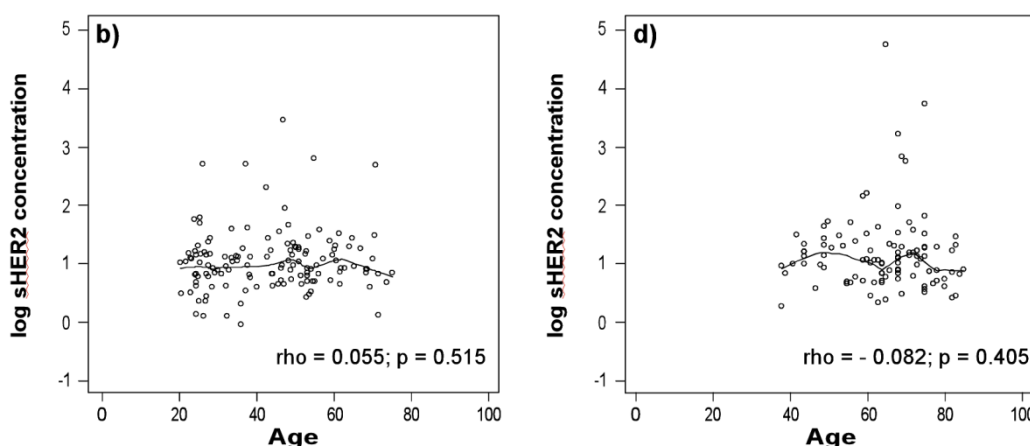 b)
log sHER2 concentration
5
4
3
2
1
0
-1
0 20 40 60 80 100
Age
rho = 0.055; p = 0.515
d)
log sHER2 concentration
5
4
3
2
1
0
-1
0 20 40 60 80 100
Age
rho = - 0.082; p = 0.405